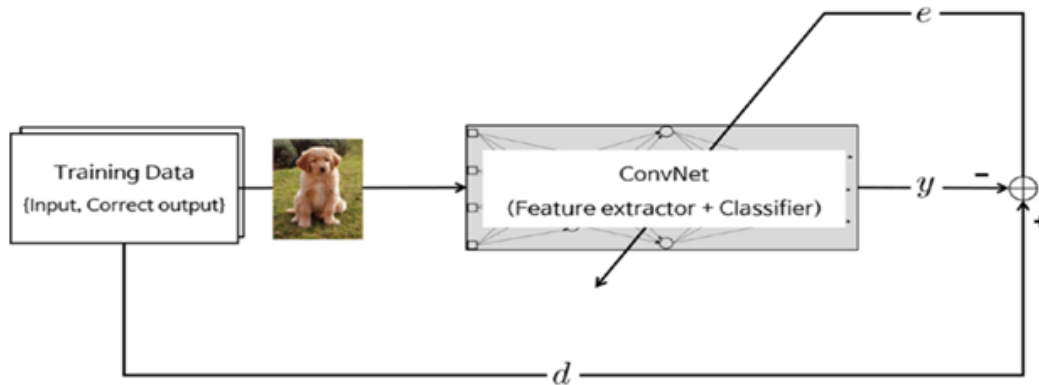 e
Training Data
{Input, Correct output}
ConvNet
(Feature extractor + Classifier)
y
-
+
d